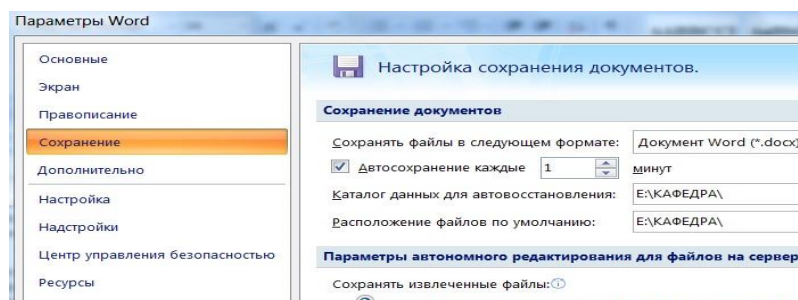 Параметры Word
Основные
Экран
Правописание
Сохранение
Дополнительно
Настройка
Надстройки
Центр управления безопасностью
Ресурсы
Настройка сохранения документов.
Сохранение документов
Сохранять файлы в следующем формате: Документ Word (*.docx)
Автосохранение каждые 1 минут
Каталог данных для автовосстановления: E:\КАФЕДРА\
Расположение файлов по умолчанию: E:\КАФЕДРА\
Параметры автономного редактирования для файлов на сервер
Сохранять извлеченные файлы: